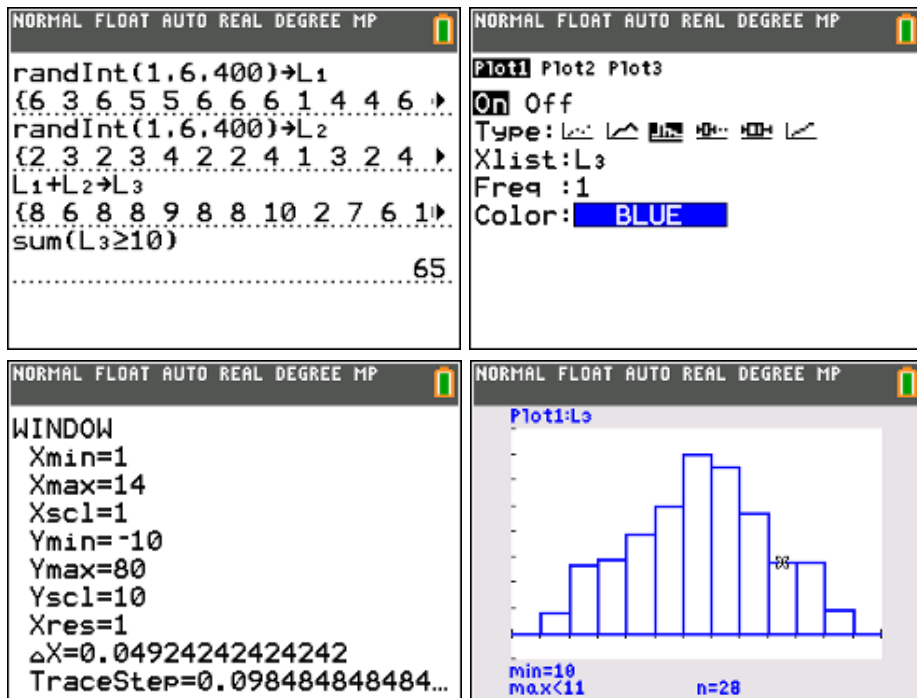 NORMAL FLOAT AUTO REAL DEGREE MP
randInt(1,6,400)→L₁
{6 3 6 5 5 6 6 6 1 4 4 6
randInt(1,6,400)→L₂
{2 3 2 3 4 2 2 4 1 3 2 4
L₁+L₂→L₃
{8 6 8 8 9 8 8 10 2 7 6 1
sum(L₃≥10)
65
NORMAL FLOAT AUTO REAL DEGREE MP
Plot1 Plot2 Plot3
On Off
Type:
Xlist:L₃
Freq :1
Color: BLUE
NORMAL FLOAT AUTO REAL DEGREE MP
WINDOW
Xmin=1
Xmax=14
Xscl=1
Ymin=-10
Ymax=80
Yscl=10
Xres=1
△X=0.04924242424242
TraceStep=0.098484848484…
NORMAL FLOAT AUTO REAL DEGREE MP
Plot1:L₃
min=10
max<11 n=28